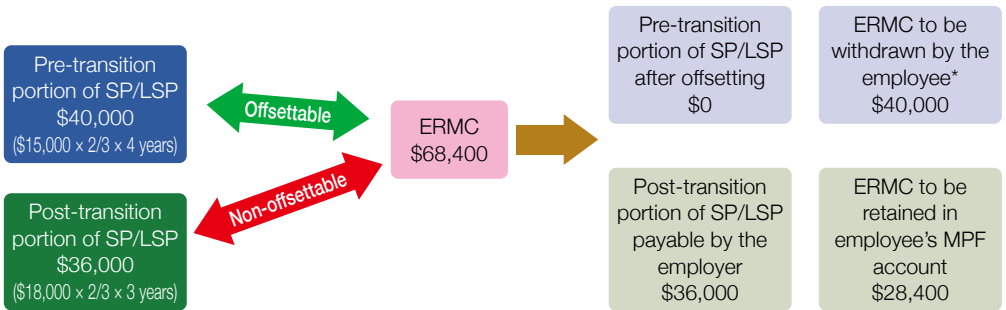 Pre-transition
portion of SP/LSP
$40,000
($15,000 × 2/3 × 4 years)
Offsettable
ERMC
$68,400
Non-offsettable
Post-transition
portion of SP/LSP
$36,000
($18,000 × 2/3 × 3 years)
Pre-transition
portion of SP/LSP
after offsetting
$0
ERMC to be
withdrawn by the
employee*
$40,000
Post-transition
portion of SP/LSP
payable by the
employer
$36,000
ERMC to be
retained in
employee’s MPF
account
$28,400